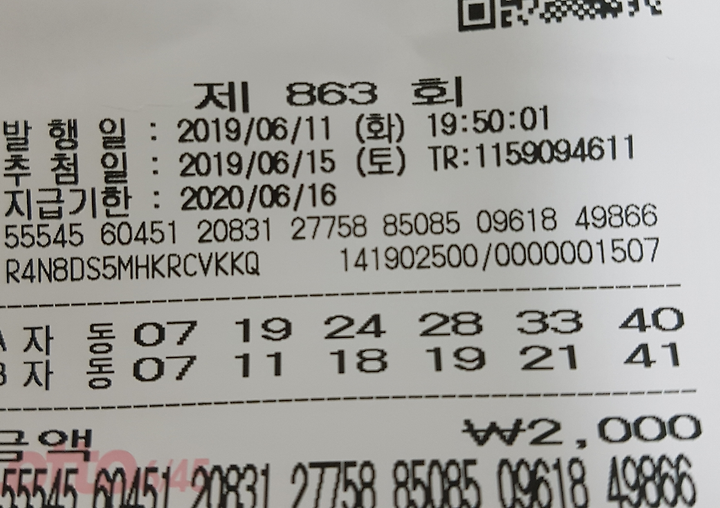 제 863 회
발 행 일 : 2019/06/11 (화) 19:50:01
추 첨 일 : 2019/06/15 (토) TR:1159094611
지급기한 : 2020/06/16
55545 60451 20831 27758 85085 09618 49866
R4N8DS5MHKRCVKKQ 141902500/0000001507
A 자 동 07 19 24 28 33 40
B 자 동 07 11 18 19 21 41
금액 ₩2,000
55545 60451 20831 27758 85085 09618 49866